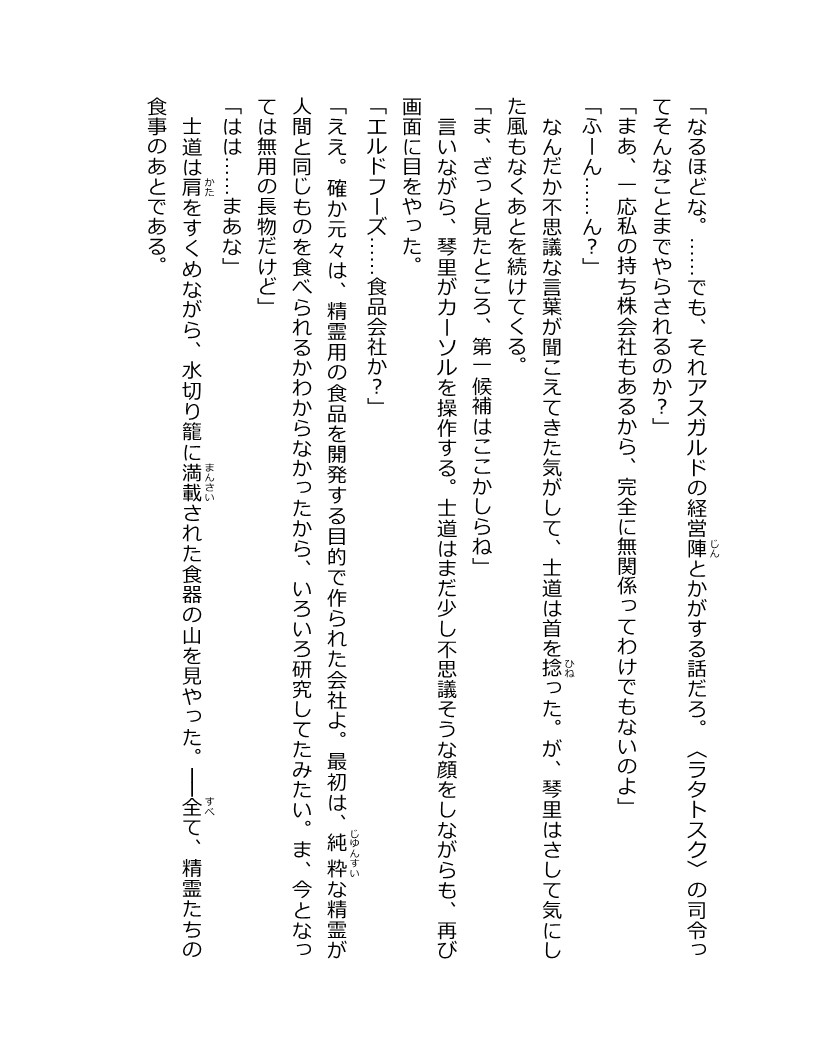 「なるほどな。……でも、それアスガルドの経営陣とかがする話だろ。〈ラタトスク〉の司令っ
てそんなことまでやらされるのか？」
「まあ、一応私の持ち株会社もあるから、完全に無関係ってわけでもないのよ」
「ふーん……ん？」
　なんだか不思議な言葉が聞こえてきた気がして、士道は首を捻った。が、琴里はさして気にし
た風もなくあとを続けてくる。
「ま、ざっと見たところ、第一候補はここかしらね」
　言いながら、琴里がカーソルを操作する。士道はまだ少し不思議そうな顔をしながらも、再び
画面に目をやった。
「エルドフーズ……食品会社か？」
「ええ。確か元々は、精霊用の食品を開発する目的で作られた会社よ。最初は、純粋な精霊が
人間と同じものを食べられるかわからなかったから、いろいろ研究してたみたい。ま、今となっ
ては無用の長物だけど」
「はは……まあな」
　士道は肩をすくめながら、水切り籠に満載された食器の山を見やった。――全て、精霊たちの
食事のあとである。